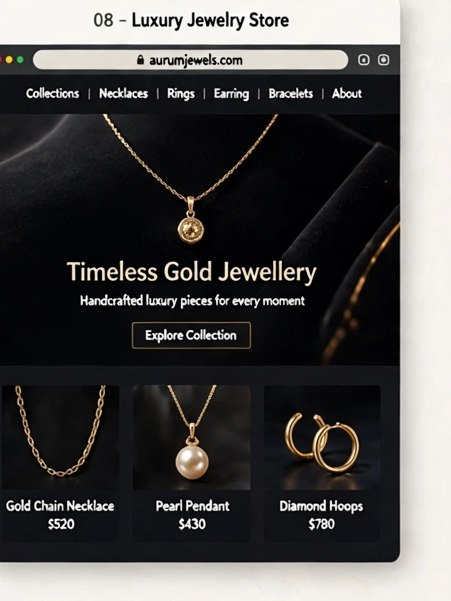 08 – Luxury Jewelry Store
aurumjewels.com
Collections | Necklaces | Rings | Earring | Bracelets | About
Timeless Gold Jewellery
Handcrafted luxury pieces for every moment
Explore Collection
Gold Chain Necklace
$520
Pearl Pendant
$430
Diamond Hoops
$780